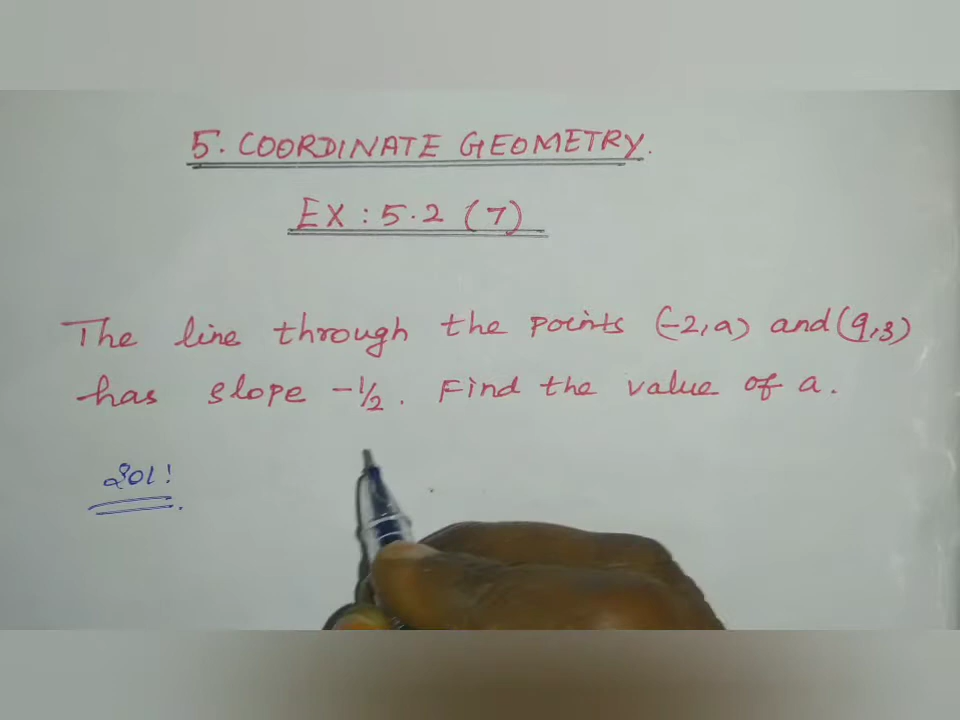 5. COORDINATE GEOMETRY.
EX : 5.2 (7)
The line through the points (-2,a) and (9,3)
has slope -1/2. Find the value of a.
Sol!